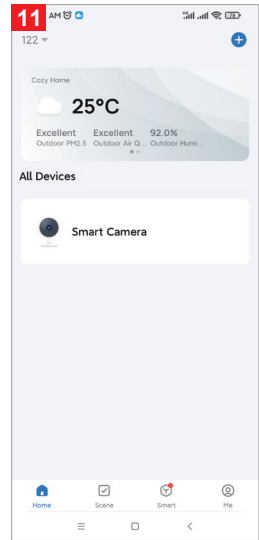 11
AM
122
Cozy Home
25°C
Excellent Excellent 92.0%
Outdoor PM2.5 Outdoor Air Q... Outdoor Humi...
All Devices
Smart Camera
Home Scene Smart Me